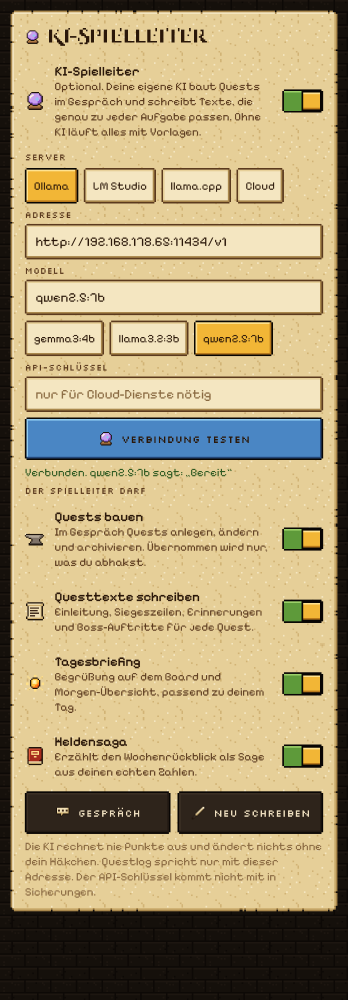 KI-SPIELLEITER
KI-Spielleiter
Optional. Deine eigene KI baut Quests
im Gespräch und schreibt Texte, die
genau zu jeder Aufgabe passen. Ohne
KI läuft alles mit Vorlagen.
SERVER
Ollama LM Studio llama.cpp Cloud
ADRESSE
http://192.168.178.68:11434/v1
MODELL
qwen2.5:7b
gemma3:4b llama3.2:3b qwen2.5:7b
API-SCHLÜSSEL
nur für Cloud-Dienste nötig
VERBINDUNG TESTEN
Verbunden. qwen2.5:7b sagt: „Bereit"
DER SPIELLEITER DARF
Quests bauen
Im Gespräch Quests anlegen, ändern
und archivieren. Übernommen wird nur,
was du abhakst.
Questtexte schreiben
Einleitung, Siegeszeilen, Erinnerungen
und Boss-Auftritte für jede Quest.
Tagesbriefing
Begrüßung auf dem Board und
Morgen-Übersicht, passend zu deinem
Tag.
Heldensaga
Erzählt den Wochenrückblick als Sage
aus deinen echten Zahlen.
GESPRÄCH NEU SCHREIBEN
Die KI rechnet nie Punkte aus und ändert nichts ohne
dein Häkchen. Questlog spricht nur mit dieser
Adresse. Der API-Schlüssel kommt nicht mit in
Sicherungen.